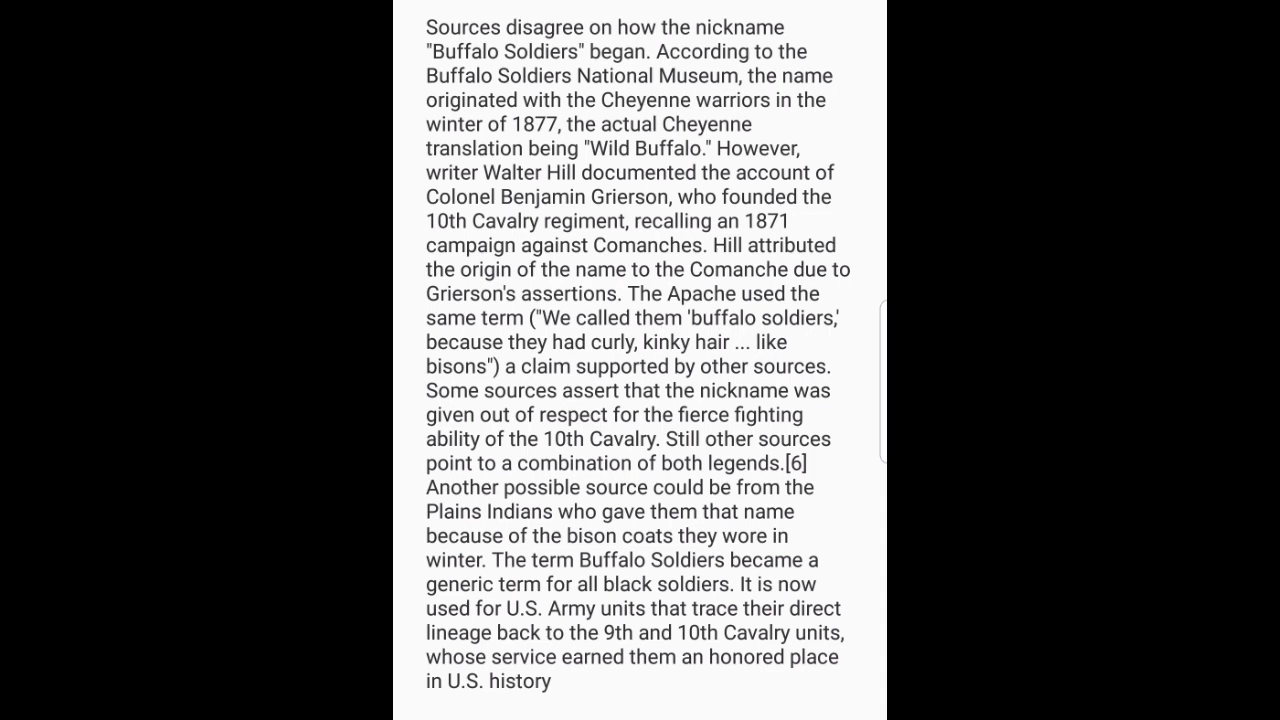 Sources disagree on how the nickname
"Buffalo Soldiers" began. According to the
Buffalo Soldiers National Museum, the name
originated with the Cheyenne warriors in the
winter of 1877, the actual Cheyenne
translation being "Wild Buffalo." However,
writer Walter Hill documented the account of
Colonel Benjamin Grierson, who founded the
10th Cavalry regiment, recalling an 1871
campaign against Comanches. Hill attributed
the origin of the name to the Comanche due to
Grierson's assertions. The Apache used the
same term ("We called them 'buffalo soldiers,'
because they had curly, kinky hair ... like
bisons") a claim supported by other sources.
Some sources assert that the nickname was
given out of respect for the fierce fighting
ability of the 10th Cavalry. Still other sources
point to a combination of both legends.[6]
Another possible source could be from the
Plains Indians who gave them that name
because of the bison coats they wore in
winter. The term Buffalo Soldiers became a
generic term for all black soldiers. It is now
used for U.S. Army units that trace their direct
lineage back to the 9th and 10th Cavalry units,
whose service earned them an honored place
in U.S. history